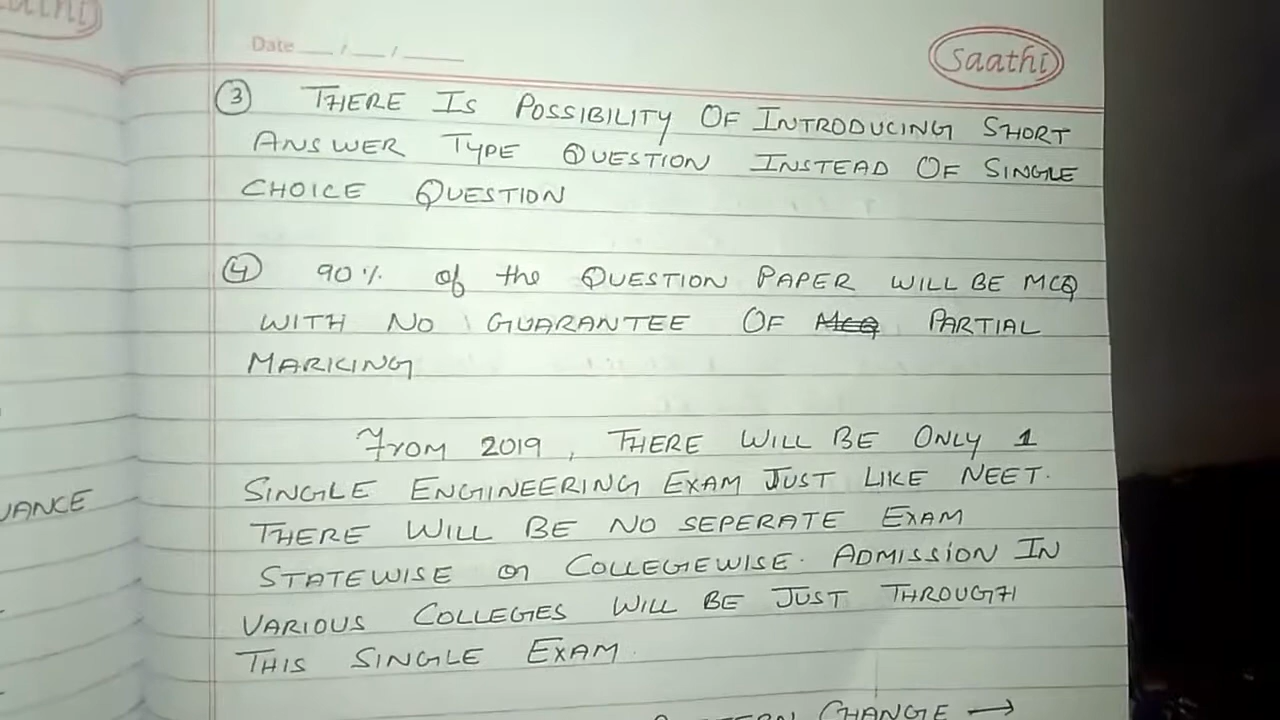 Date __ / __ / ____
Saathi
③ THERE IS POSSIBILITY OF INTRODUCING SHORT
ANSWER TYPE QUESTION INSTEAD OF SINGLE
CHOICE QUESTION
④ 90% of the QUESTION PAPER WILL BE MCQ
WITH NO GUARANTEE OF MCQ PARTIAL
MARKING
From 2019, THERE WILL BE ONLY 1
SINGLE ENGINEERING EXAM JUST LIKE NEET.
THERE WILL BE NO SEPERATE EXAM
STATEWISE or COLLEGEWISE. ADMISSION IN
VARIOUS COLLEGES WILL BE JUST THROUGH
THIS SINGLE EXAM.
CHANGE →